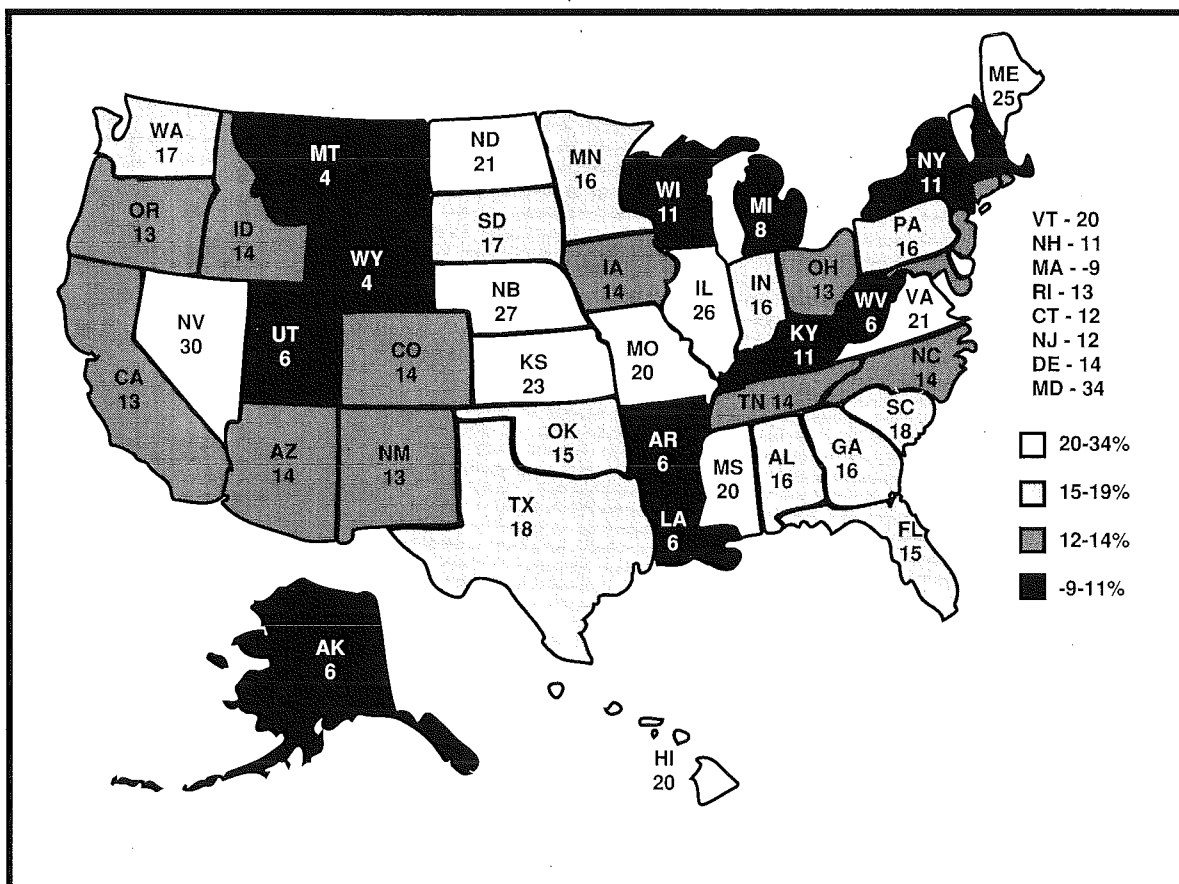 ME
25
WA
17
MT
4
ND
21
MN
16
NY
11
WI
11
OR
13
ID
14
SD
17
MI
8
PA
16
WY
4
IA
14
OH
13
NB
27
IL
26
IN
16
WV
6
VA
21
NV
30
UT
6
CO
14
KS
23
MO
20
KY
11
CA
13
NC
14
TN 14
OK
15
AR
6
SC
18
AZ
14
NM
13
MS
20
AL
16
GA
16
TX
18
LA
6
FL
15
AK
6
HI
20
VT - 20
NH - 11
MA - -9
RI - 13
CT - 12
NJ - 12
DE - 14
MD - 34
20-34%
15-19%
12-14%
-9-11%